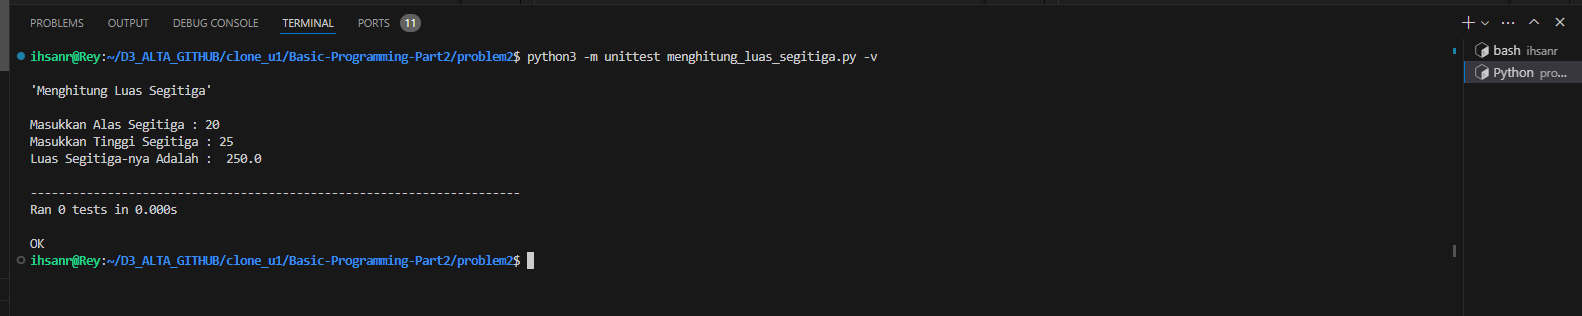 PROBLEMS OUTPUT DEBUG CONSOLE TERMINAL PORTS 11
ihsanr@Rey:~/D3_ALTA_GITHUB/clone_u1/Basic-Programming-Part2/problem2$ python3 -m unittest menghitung_luas_segitiga.py -v
'Menghitung Luas Segitiga'
Masukkan Alas Segitiga : 20
Masukkan Tinggi Segitiga : 25
Luas Segitiga-nya Adalah :  250.0
----------------------------------------------------------------------
Ran 0 tests in 0.000s
OK
ihsanr@Rey:~/D3_ALTA_GITHUB/clone_u1/Basic-Programming-Part2/problem2$
bash ihsanr
Python pro...